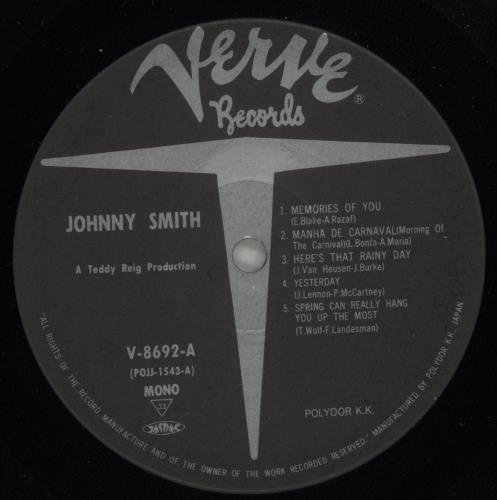 Verve
Records ®
JOHNNY SMITH
A Teddy Reig Production
V-8692-A
(POJJ-1543-A)
MONO
33
JASRAC
1. MEMORIES OF YOU
(E.Blake-A.Razaf)
2. MANHA DE CARNAVAL(Morning Of
The Carnival)(L.Bonfa-A.Maria)
3. HERE'S THAT RAINY DAY
(J.Van Heusen-J.Burke)
4. YESTERDAY
(J.Lennon-P.McCartney)
5. SPRING CAN REALLY HANG
YOU UP THE MOST
(T.Wolf-F.Landesman)
POLYDOR K.K.
"ALL RIGHTS OF THE RECORD MANUFACTURE AND OF THE OWNER OF THE WORK RECORDED RESERVED" MANUFACTURED BY POLYDOR K.K. JAPAN